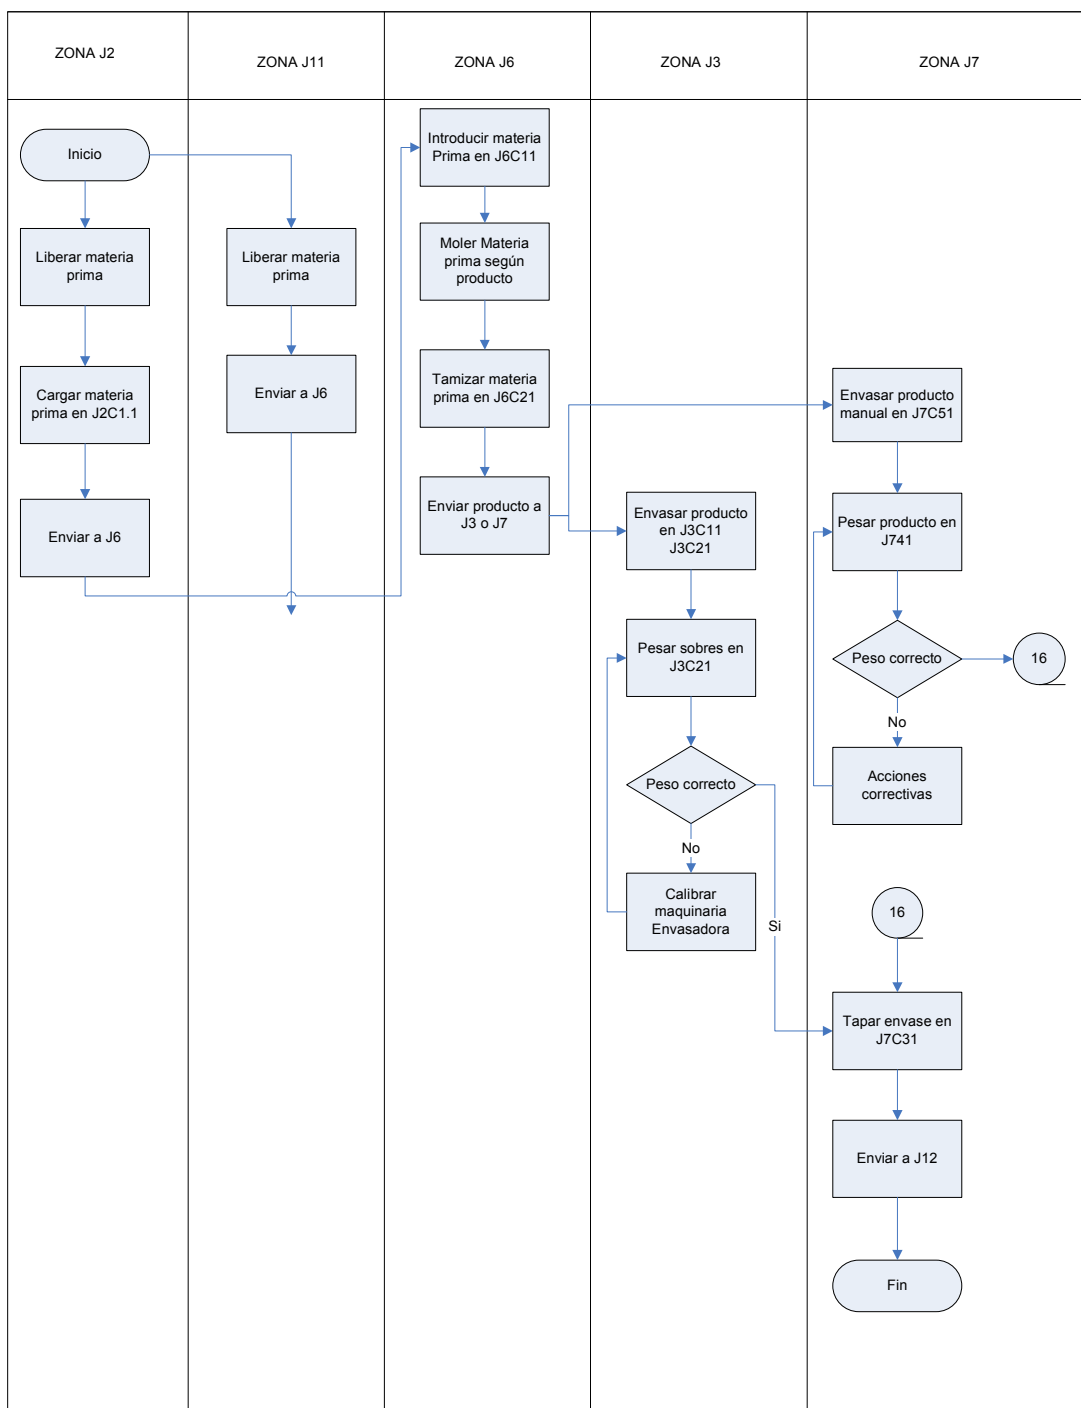 ZONA J2
ZONA J11
ZONA J6
ZONA J3
ZONA J7
Inicio
Liberar materia
prima
Cargar materia
prima en J2C1.1
Enviar a J6
Liberar materia
prima
Enviar a J6
Introducir materia
Prima en J6C11
Moler Materia
prima según
producto
Tamizar materia
prima en J6C21
Enviar producto a
J3 o J7
Envasar producto
en J3C11
J3C21
Pesar sobres en
J3C21
Peso correcto
No
Calibrar
maquinaria
Envasadora
Si
Envasar producto
manual en J7C51
Pesar producto en
J741
Peso correcto
16
No
Acciones
correctivas
16
Tapar envase en
J7C31
Enviar a J12
Fin